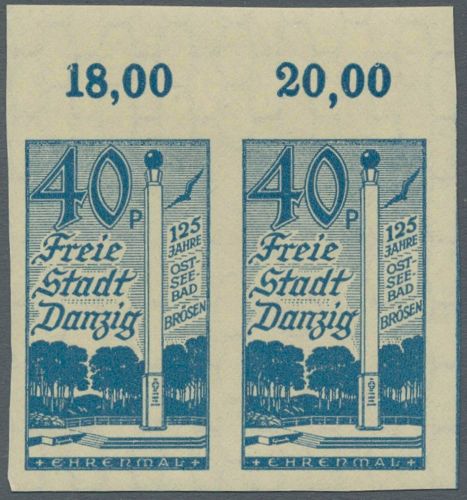 18,00 20,00
40 P
Freie
Stadt
Danzig
125
JAHRE
OST-
SEE-
BAD
BRÖSEN
EHRENMAL
40 P
Freie
Stadt
Danzig
125
JAHRE
OST-
SEE-
BAD
BRÖSEN
EHRENMAL